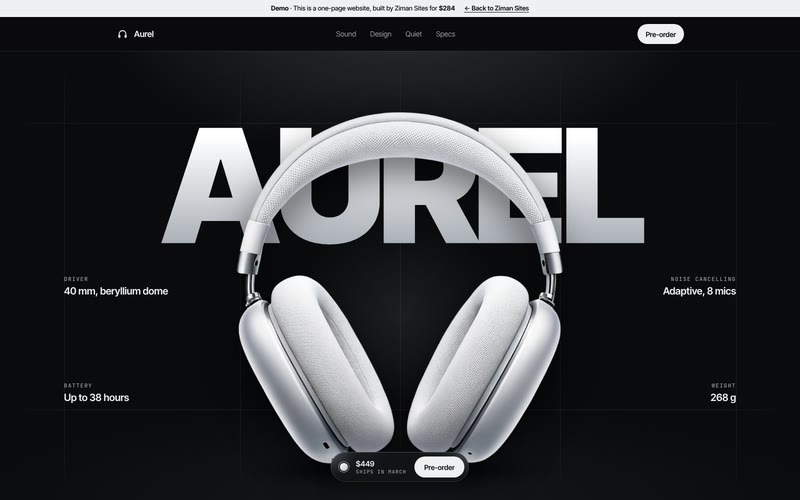 Demo · This is a one-page website, built by Ziman Sites for $284 ← Back to Ziman Sites
Aurel Sound Design Quiet Specs Pre-order
AUREL
DRIVER
40 mm, beryllium dome
NOISE CANCELLING
Adaptive, 8 mics
BATTERY
Up to 38 hours
WEIGHT
268 g
$449
SHIPS IN MARCH
Pre-order